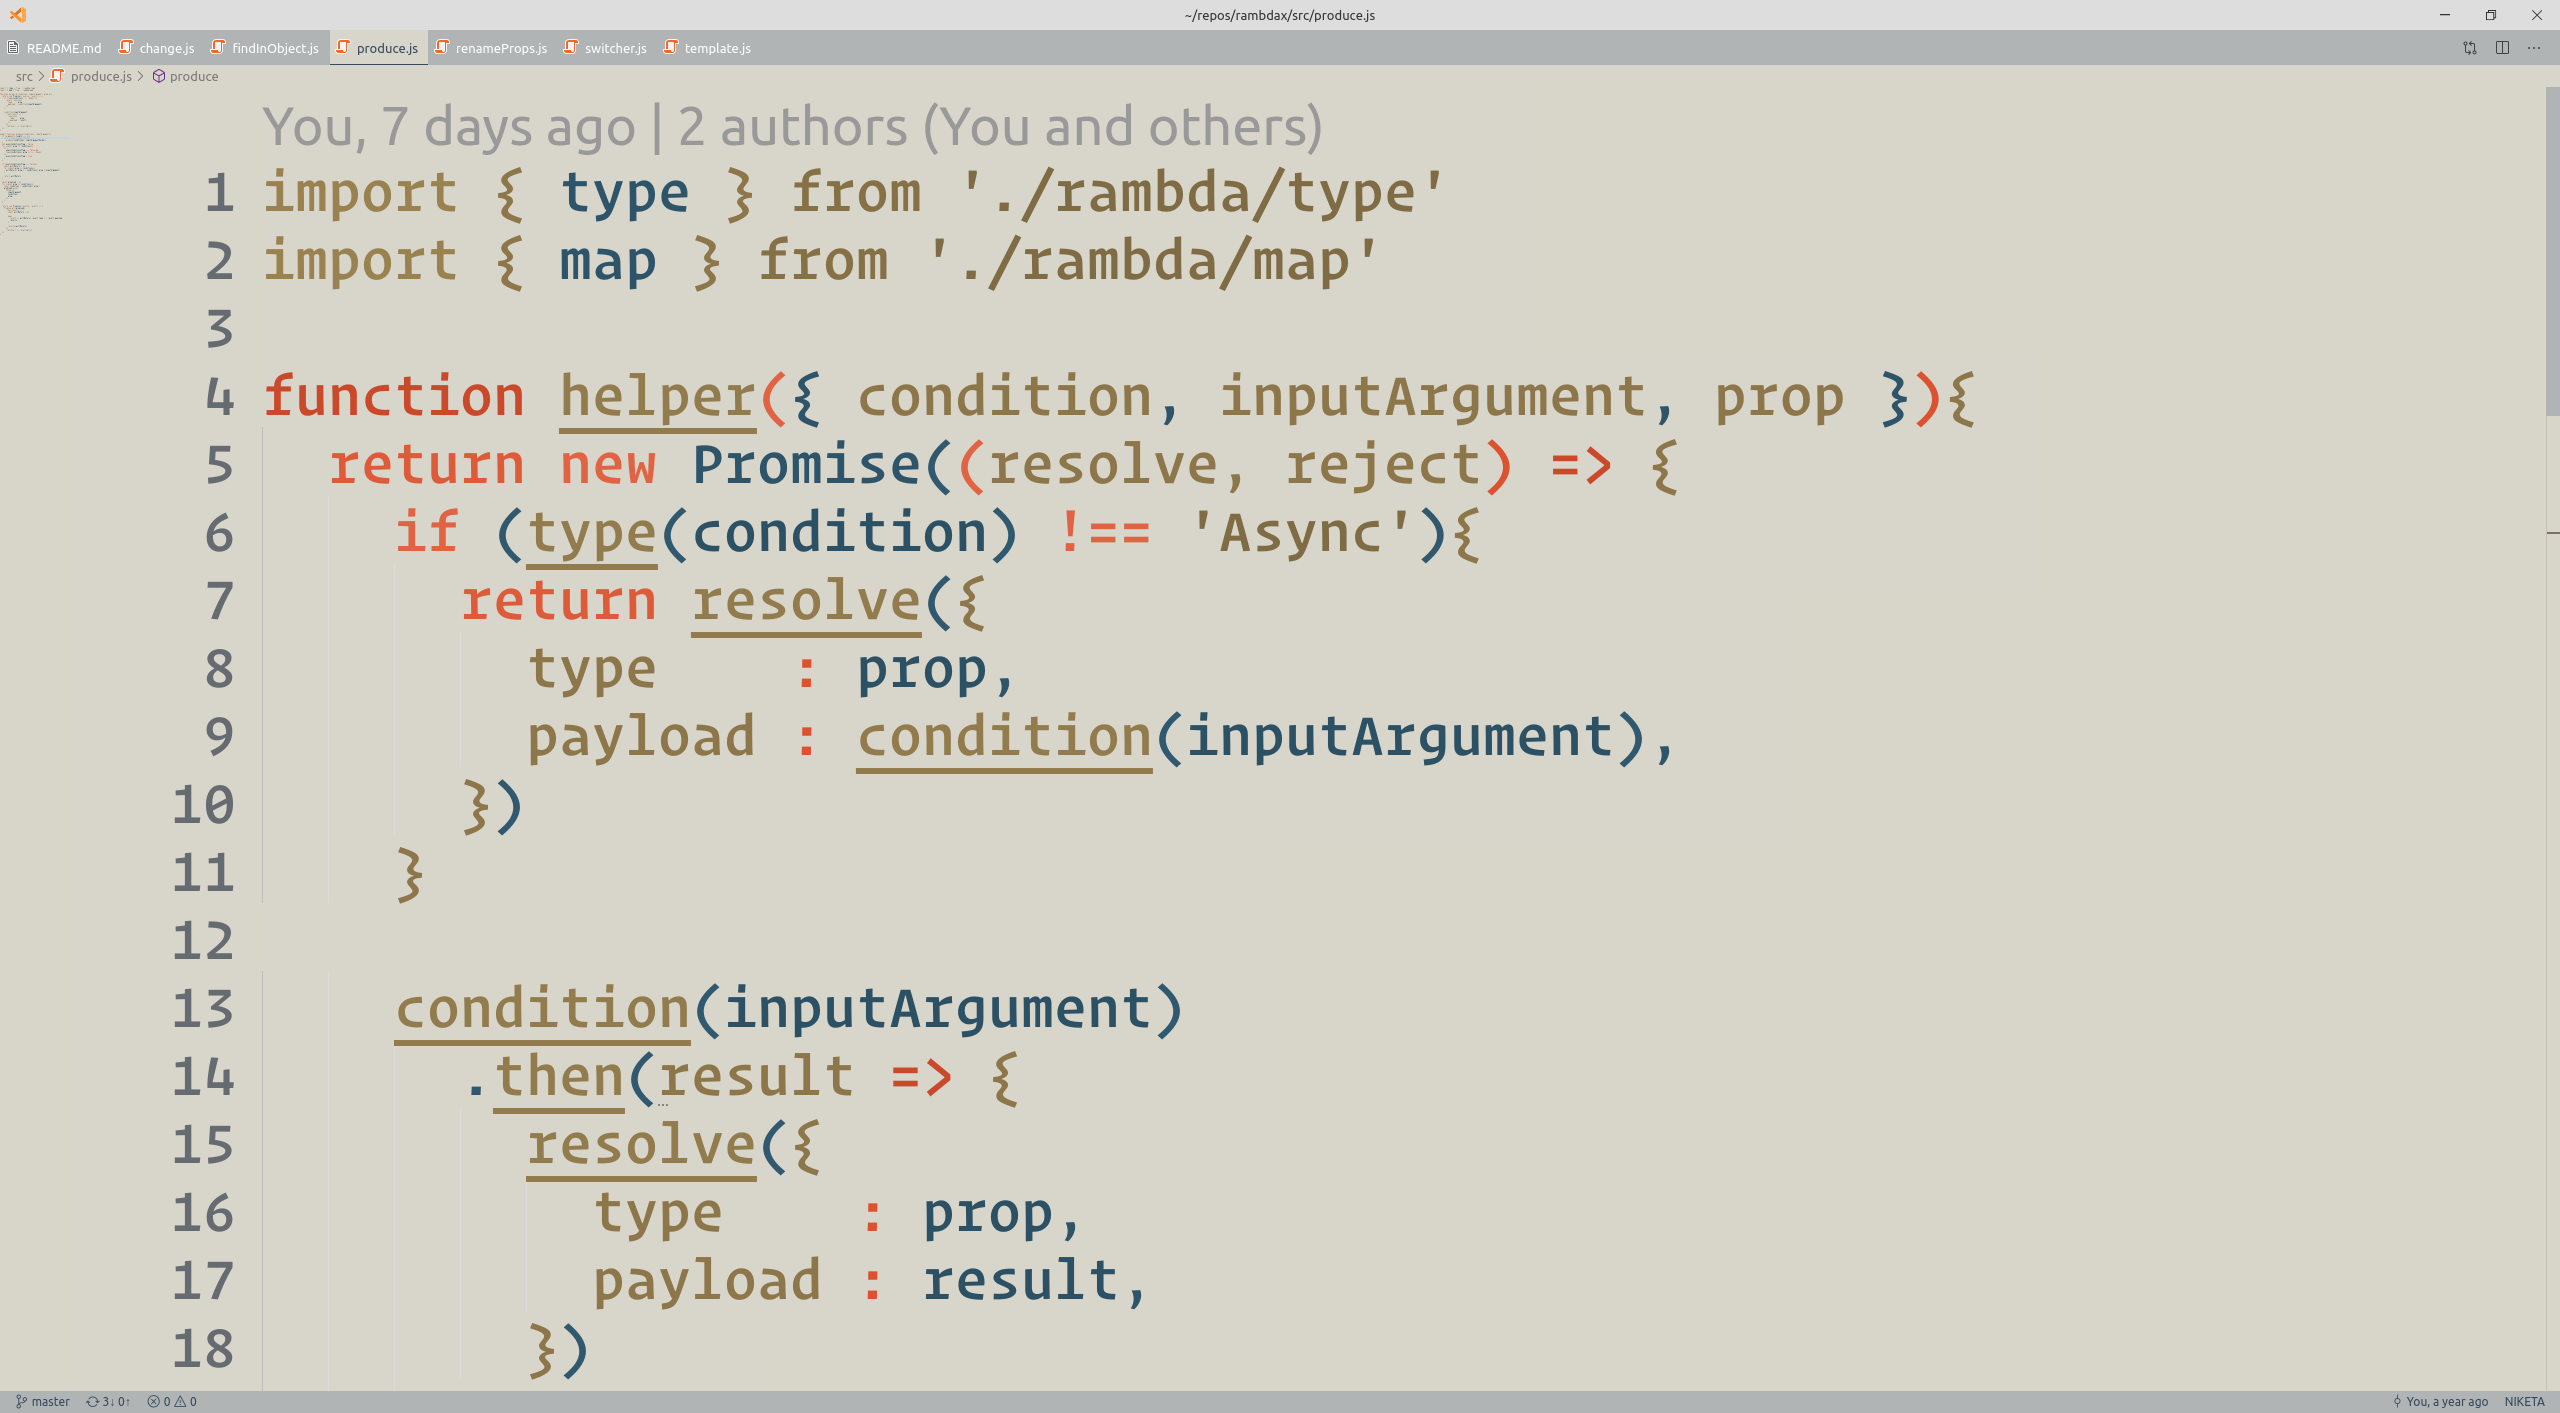 ~/repos/rambdax/src/produce.js
README.md change.js findInObject.js produce.js renameProps.js switcher.js template.js
src > produce.js > produce
You, 7 days ago | 2 authors (You and others)
1 import { type } from './rambda/type'
2 import { map } from './rambda/map'
3
4 function helper({ condition, inputArgument, prop }){
5   return new Promise((resolve, reject) => {
6     if (type(condition) !== 'Async'){
7       return resolve({
8         type    : prop,
9         payload : condition(inputArgument),
10       })
11     }
12
13     condition(inputArgument)
14       .then(result => {
15         resolve({
16           type    : prop,
17           payload : result,
18         })
master 3↓ 0↑ 0 0 You, a year ago NIKETA